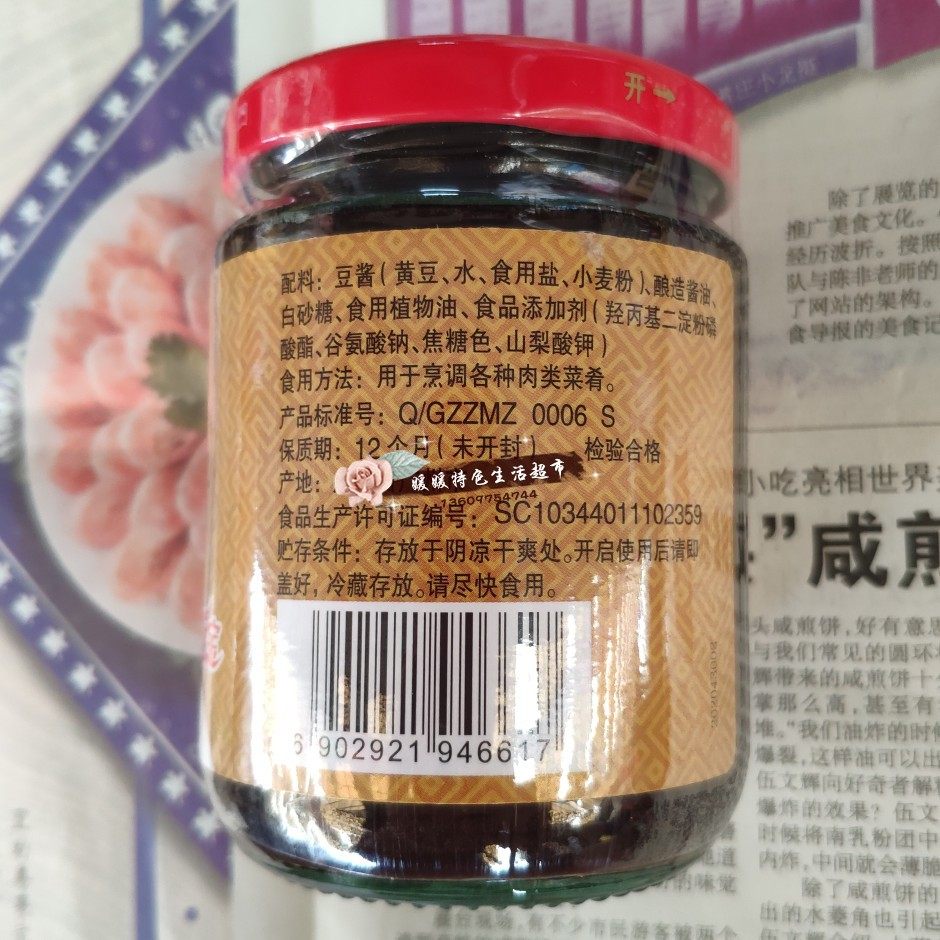 开→
配料：豆酱（黄豆、水、食用盐、小麦粉）、酿造酱油、
白砂糖、食用植物油、食品添加剂（羟丙基二淀粉磷
酸酯、谷氨酸钠、焦糖色、山梨酸钾）
食用方法：用于烹调各种肉类菜肴。
产品标准号：Q/GZZMZ 0006 S
保质期：12个月（未开封） 检验合格
产地：
暖暖特色生活超市
13609754744
食品生产许可证编号：SC10344011102359
贮存条件：存放于阴凉干爽处。开启使用后请即
盖好，冷藏存放。请尽快食用。
6 902921 946617
除了展览的
推广美食文化。
经历波折。按照
队与陈非老师的
了网站的架构。
食导报的美食记
小吃亮相世界
”咸煎
头咸煎饼，好有意思
与我们常见的圆环
辉带来的咸煎饼十
掌那么高，甚至有
堆。“我们油炸的时候
爆裂，这样油可以出
伍文辉向好奇者解释
爆炸的效果？伍文
时候将南乳粉团中
内炸，中间就会薄脆
的味觉
除了咸煎饼的
出的水菱角也引起